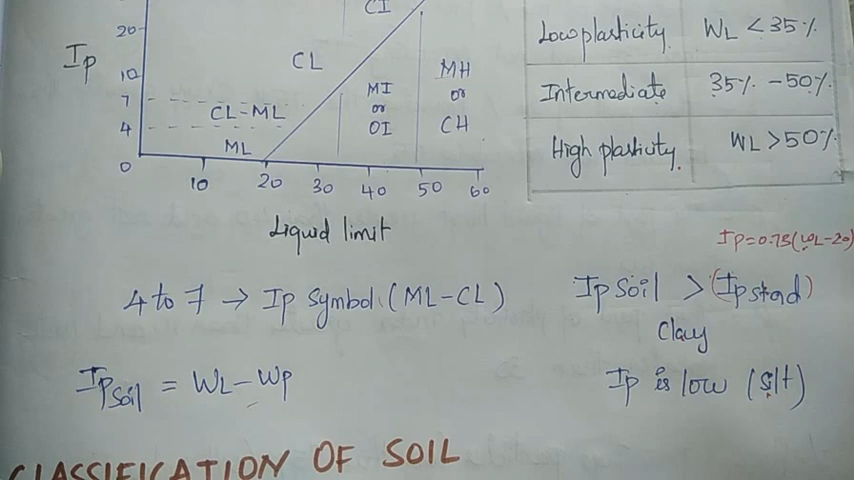 CI
20
Ip
CL
10
7
4
0
CL-ML
ML
MI
or
OI
MH
or
CH
10 20 30 40 50 60
Liquid limit
Low plasticity. WL < 35%
Intermediate 35% - 50%
High plasticity. WL > 50%
Ip=0.73(WL-20)
4 to 7 → Ip Symbol. (ML-CL)
Ip Soil > (Ip stand)
Clay
Ip Soil = WL - WP
Ip is low (silt)
CLASSIFICATION OF SOIL